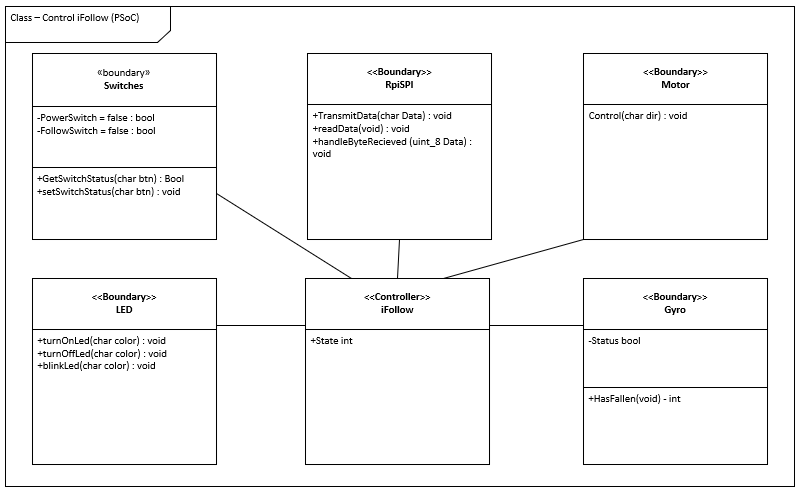 Class – Control iFollow (PSoC)
«boundary»
Switches
-PowerSwitch = false : bool
-FollowSwitch = false : bool
+GetSwitchStatus(char btn) : Bool
+setSwitchStatus(char btn) : void
<<Boundary>>
RpiSPI
+TransmitData(char Data) : void
+readData(void) : void
+handleByteRecieved (uint_8 Data) :
void
<<Boundary>>
Motor
Control(char dir) : void
<<Boundary>>
LED
+turnOnLed(char color) : void
+turnOffLed(char color) : void
+blinkLed(char color) : void
<<Controller>>
iFollow
+State int
<<Boundary>>
Gyro
-Status bool
+HasFallen(void) - int